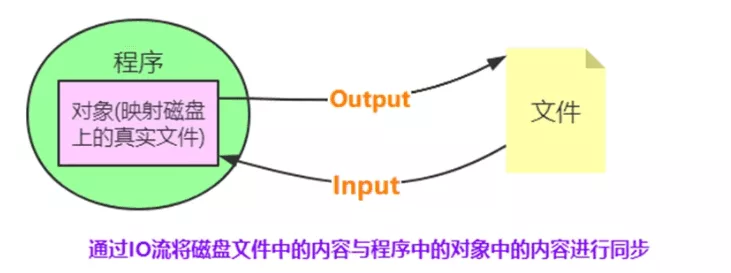 程序
对象(映射磁盘
上的真实文件)
Output
文件
Input
通过IO流将磁盘文件中的内容与程序中的对象中的内容进行同步